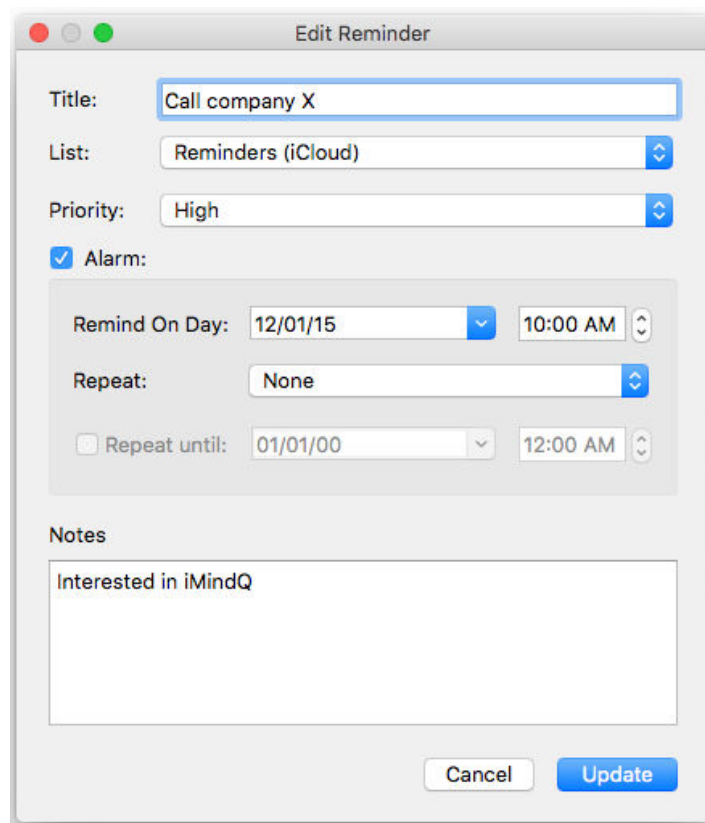 Edit Reminder
Title: Call company X
List: Reminders (iCloud)
Priority: High
Alarm:
Remind On Day: 12/01/15 10:00 AM
Repeat: None
Repeat until: 01/01/00 12:00 AM
Notes
Interested in iMindQ
Cancel Update